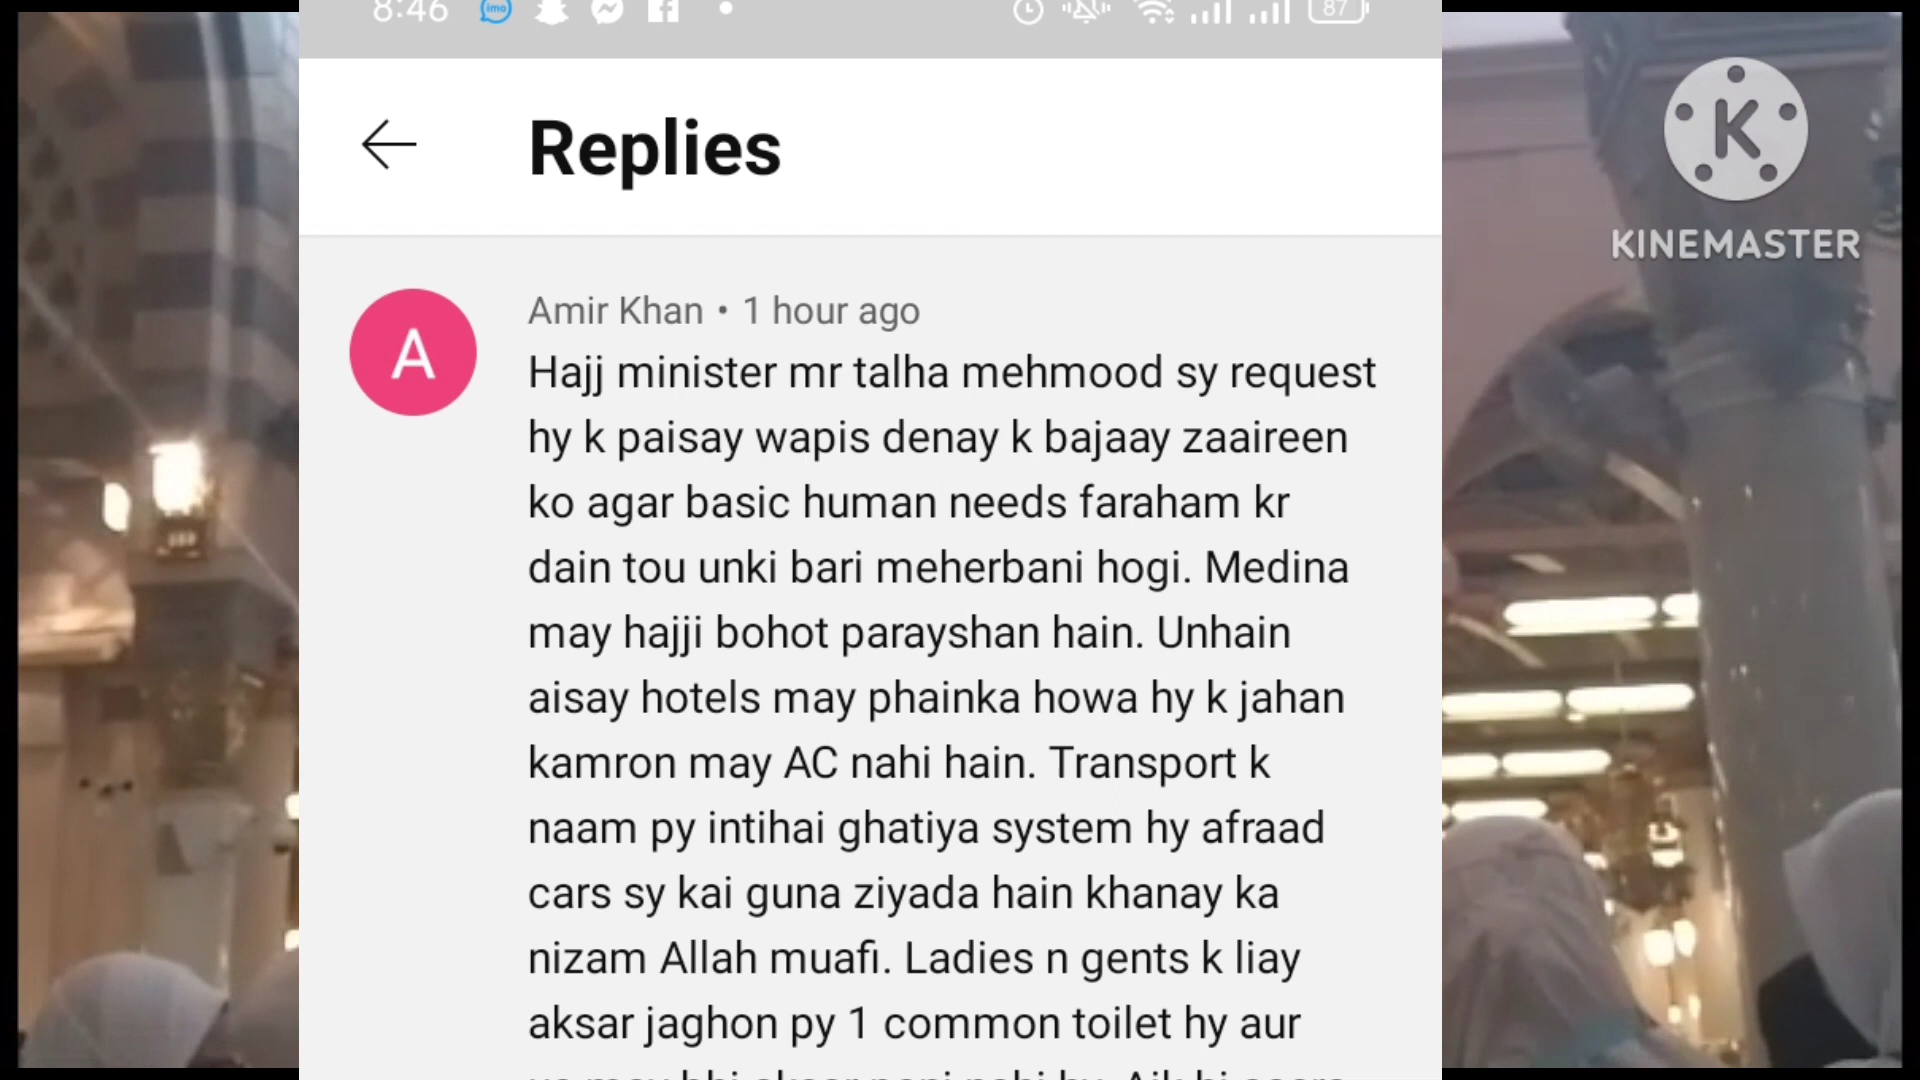 8:46
imo
87
Replies
A
Amir Khan • 1 hour ago
Hajj minister mr talha mehmood sy request
hy k paisay wapis denay k bajaay zaaireen
ko agar basic human needs faraham kr
dain tou unki bari meherbani hogi. Medina
may hajji bohot parayshan hain. Unhain
aisay hotels may phainka howa hy k jahan
kamron may AC nahi hain. Transport k
naam py intihai ghatiya system hy afraad
cars sy kai guna ziyada hain khanay ka
nizam Allah muafi. Ladies n gents k liay
aksar jaghon py 1 common toilet hy aur
K
KINEMASTER